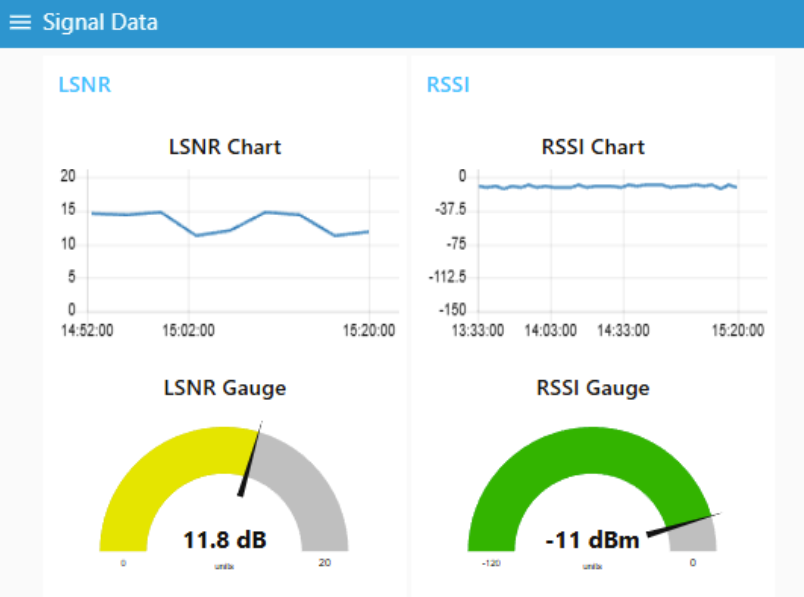 Signal Data
LSNR
LSNR Chart
20
15
10
5
0
14:52:00 15:02:00 15:20:00
LSNR Gauge
11.8 dB
0 units 20
RSSI
RSSI Chart
0
-37.5
-75
-112.5
-150
13:33:00 14:03:00 14:33:00 15:20:00
RSSI Gauge
-11 dBm
-120 units 0